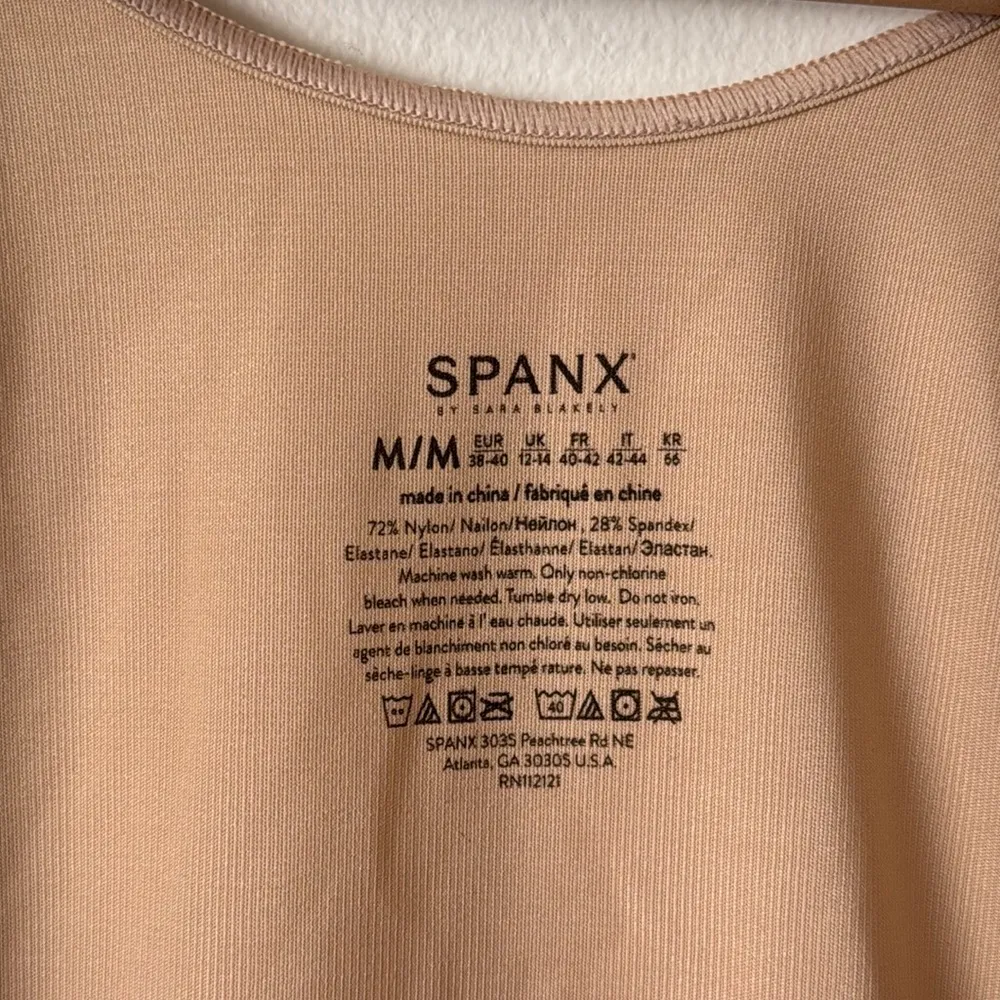 SPANX®
BY SARA BLAKELY
M/M EUR 38-40 UK 12-14 FR 40-42 IT 42-44 KR 66
made in china / fabriqué en chine
72% Nylon/ Nailon/Нейлон , 28% Spandex/
Elastane/ Elastano/ Élasthanne/ Elastan/Эластан.
Machine wash warm. Only non-chlorine
bleach when needed. Tumble dry low. Do not iron.
Laver en machine à l' eau chaude. Utiliser seulement un
agent de blanchiment non chloré au besoin. Sécher au
sèche-linge à basse tempé rature. Ne pas repasser.
40
SPANX 3035 Peachtree Rd NE
Atlanta, GA 30305 U.S.A.
RN112121